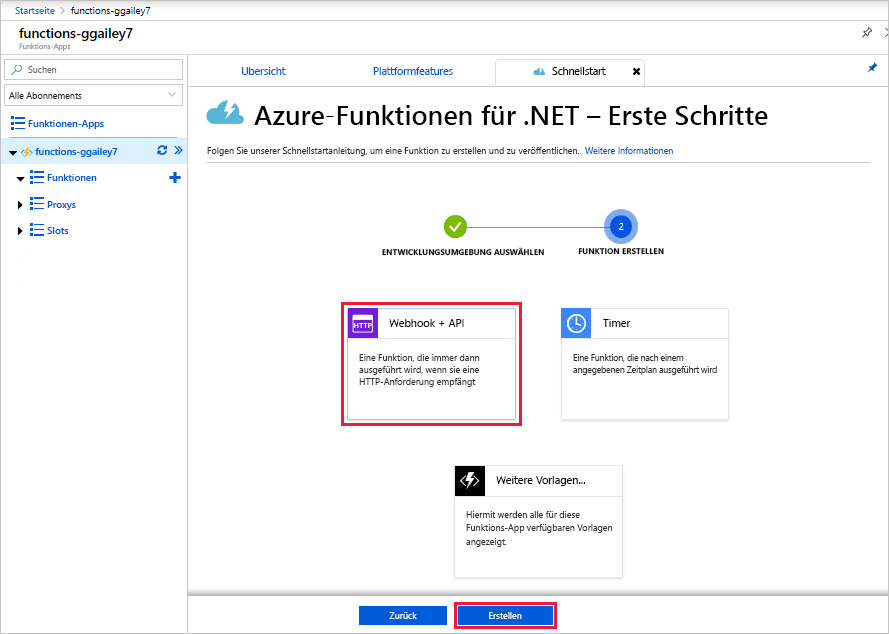 Startseite > functions-ggailey7
functions-ggailey7
Funktions-Apps
Suchen
Alle Abonnements
Funktionen-Apps
functions-ggailey7
Funktionen
Proxys
Slots
Übersicht
Plattformfeatures
Schnellstart
Azure-Funktionen für .NET – Erste Schritte
Folgen Sie unserer Schnellstartanleitung, um eine Funktion zu erstellen und zu veröffentlichen. Weitere Informationen
2
ENTWICKLUNGSUMGEBUNG AUSWÄHLEN
FUNKTION ERSTELLEN
HTTP
Webhook + API
Eine Funktion, die immer dann
ausgeführt wird, wenn sie eine
HTTP-Anforderung empfängt
Timer
Eine Funktion, die nach einem
angegebenen Zeitplan ausgeführt wird
Weitere Vorlagen...
Hiermit werden alle für diese
Funktions-App verfügbaren Vorlagen
angezeigt.
Zurück
Erstellen